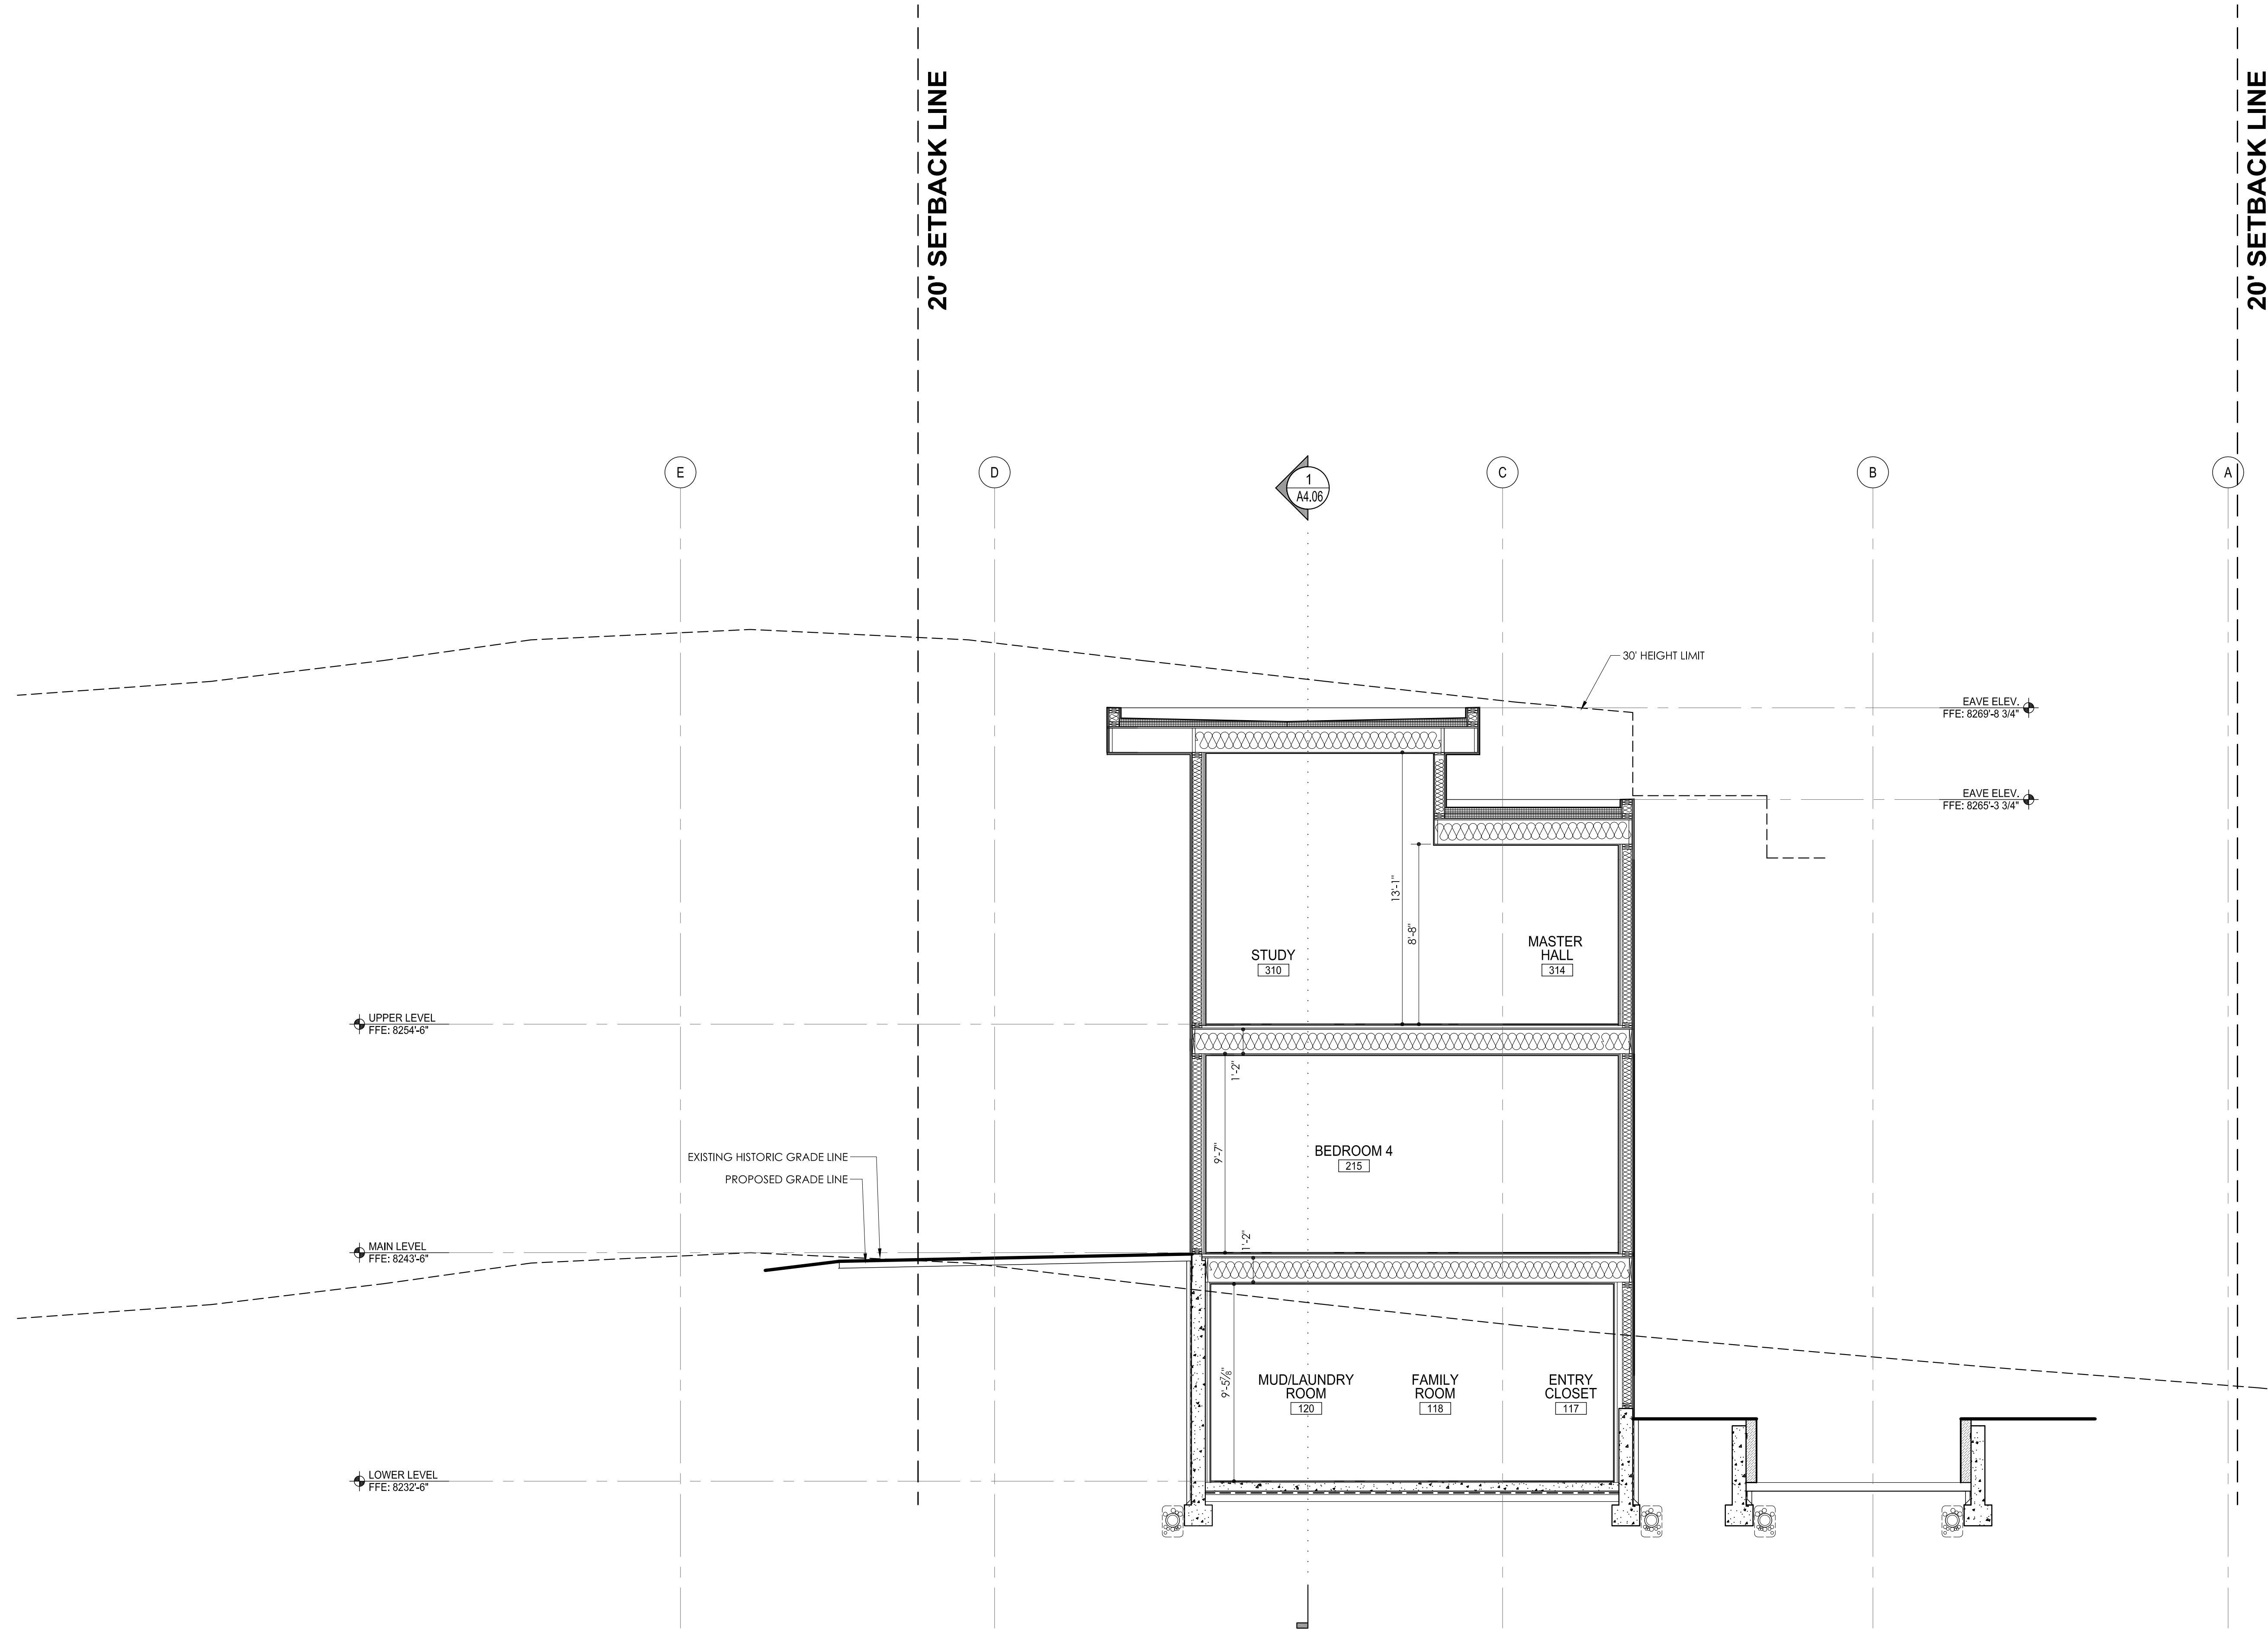 20' SETBACK LINE
20' SETBACK LINE
E
D
1
A4.06
C
B
A
30' HEIGHT LIMIT
EAVE ELEV.
FFE: 8269'-8 3/4"
EAVE ELEV.
FFE: 8265'-3 3/4"
13'-1"
8'-8"
STUDY
310
MASTER
HALL
314
UPPER LEVEL
FFE: 8254'-6"
1'-2"
9'-7"
BEDROOM 4
215
EXISTING HISTORIC GRADE LINE
PROPOSED GRADE LINE
1'-2"
MAIN LEVEL
FFE: 8243'-6"
9'-5⅞"
MUD/LAUNDRY
ROOM
120
FAMILY
ROOM
118
ENTRY
CLOSET
117
LOWER LEVEL
FFE: 8232'-6"